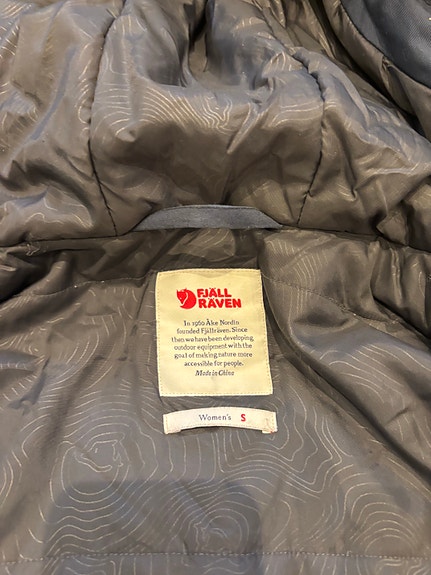 FJÄLL
RÄVEN
In 1960 Åke Nordin
founded Fjällräven. Since
then we have been developing
outdoor equipment with the
goal of making nature more
accessible for people.
Made in China
Women's S